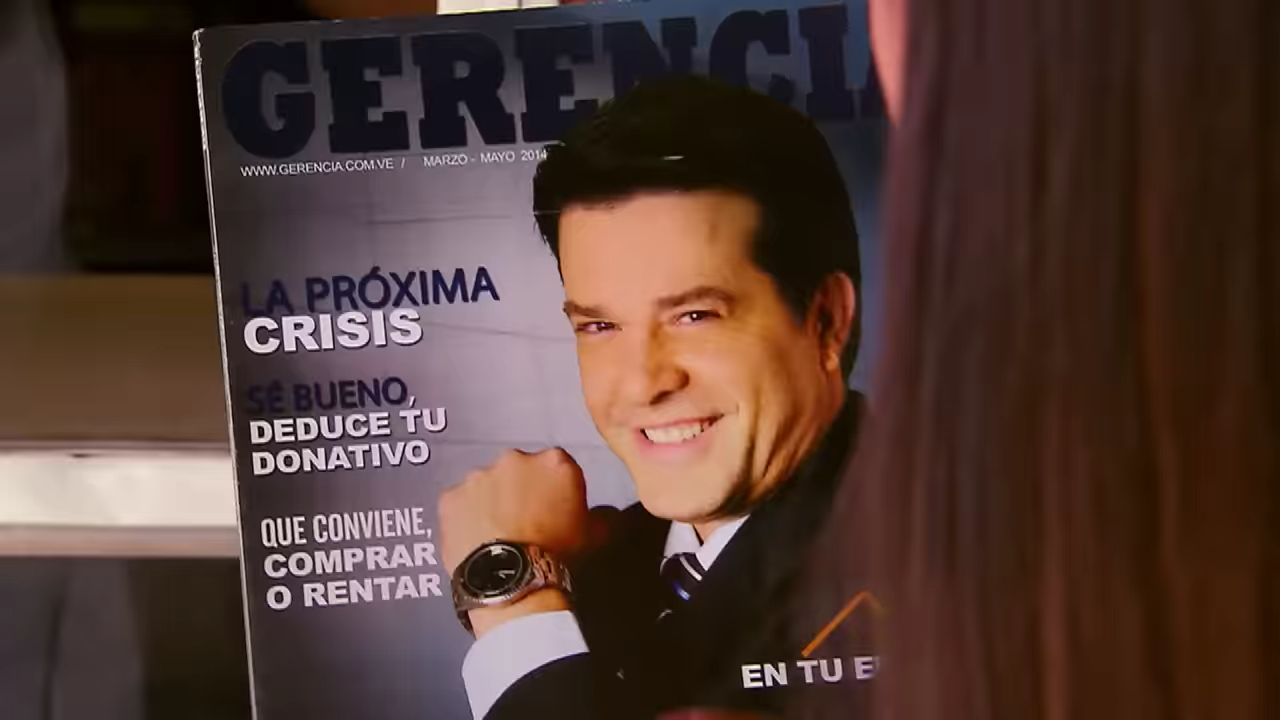 GERENCIA
WWW.GERENCIA.COM.VE / MARZO - MAYO 2014
LA PRÓXIMA
CRISIS
SÉ BUENO,
DEDUCE TU
DONATIVO
QUE CONVIENE,
COMPRAR
O RENTAR
EN TU